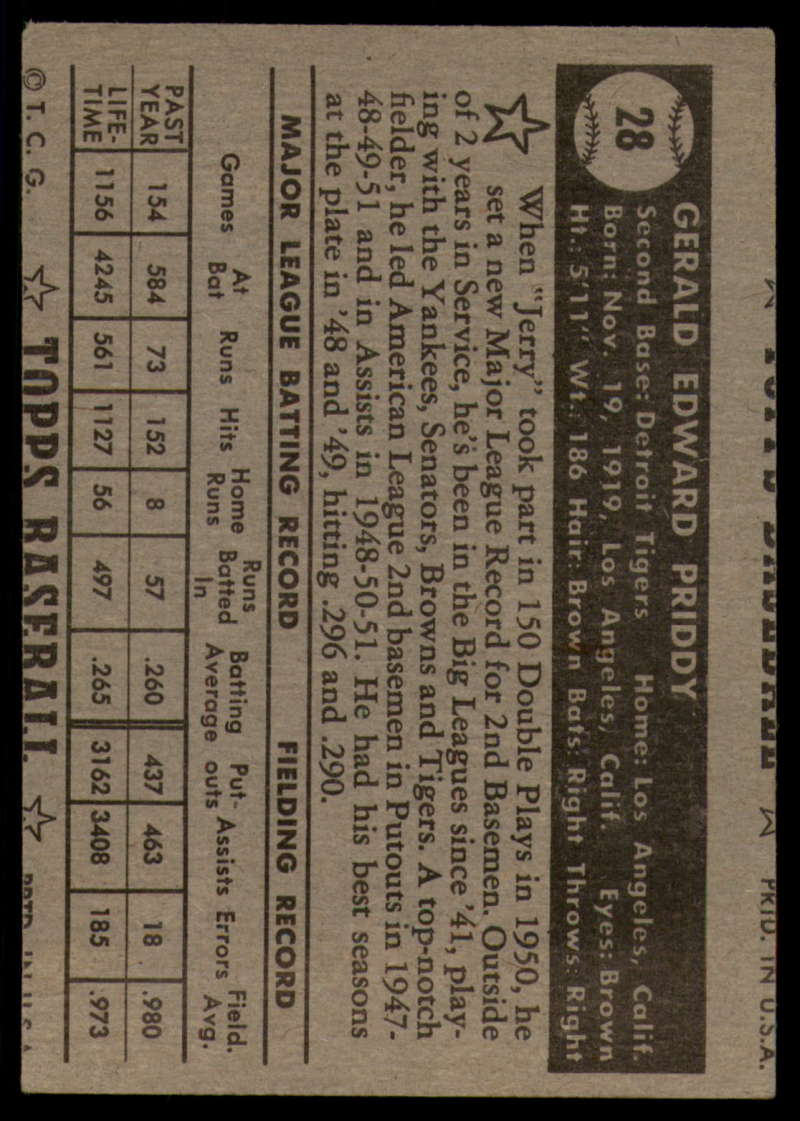 PRTD. IN U.S.A.
28
GERALD EDWARD PRIDDY
Second Base: Detroit Tigers Home: Los Angeles, Calif.
Born: Nov. 19, 1919, Los Angeles, Calif. Eyes: Brown
Ht.: 5'11" Wt.: 186 Hair: Brown Bats: Right Throws: Right
When "Jerry" took part in 150 Double Plays in 1950, he
set a new Major League Record for 2nd Basemen. Outside
of 2 years in Service, he's been in the Big Leagues since '41, play-
ing with the Yankees, Senators, Browns and Tigers. A top-notch
fielder, he led American League 2nd basemen in Putouts in 1947-
48-49-51 and in Assists in 1948-50-51. He had his best seasons
at the plate in '48 and '49, hitting .296 and .290.
MAJOR LEAGUE BATTING RECORD FIELDING RECORD
Games At Bat Runs Hits Home Runs Runs Batted In Batting Average Put-outs Assists Errors Field. Avg.
PAST YEAR 154 584 73 152 8 57 .260 437 463 18 .980
LIFE-TIME 1156 4245 561 1127 56 497 .265 3162 3408 185 .973
© T. C. G. TOPPS BASEBALL